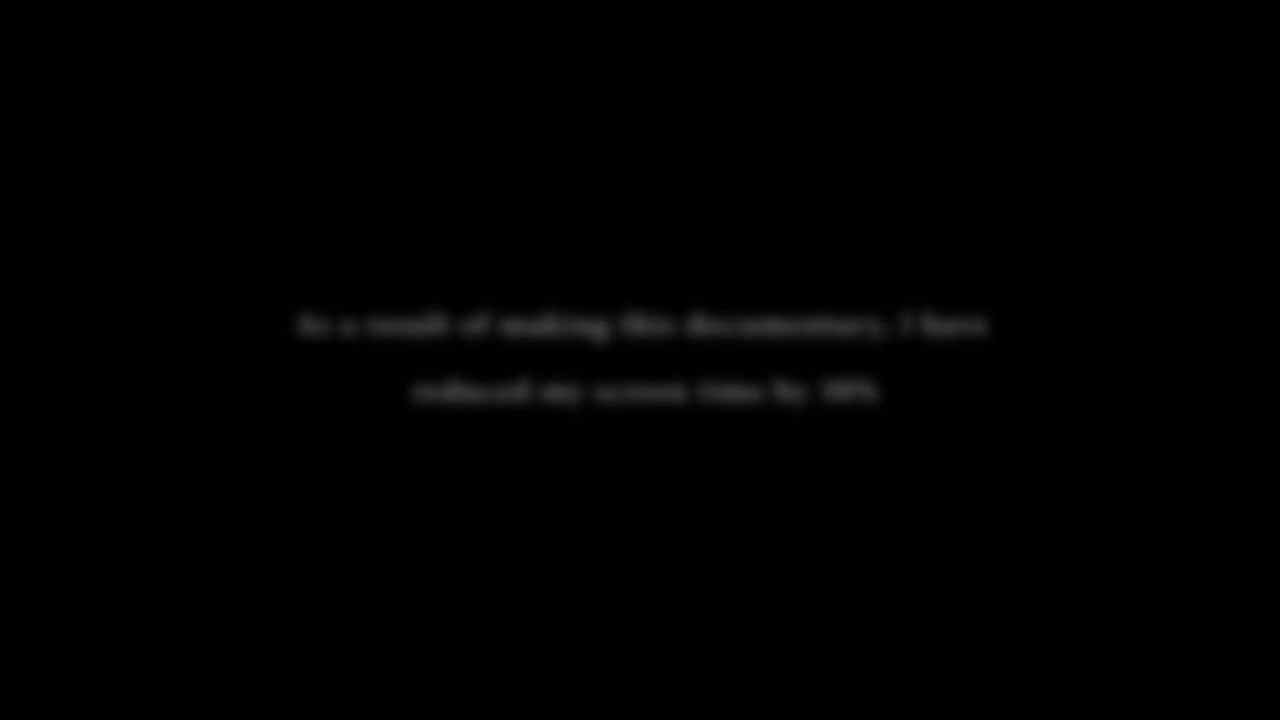 As a result of making this documentary, I have
reduced my screen time by